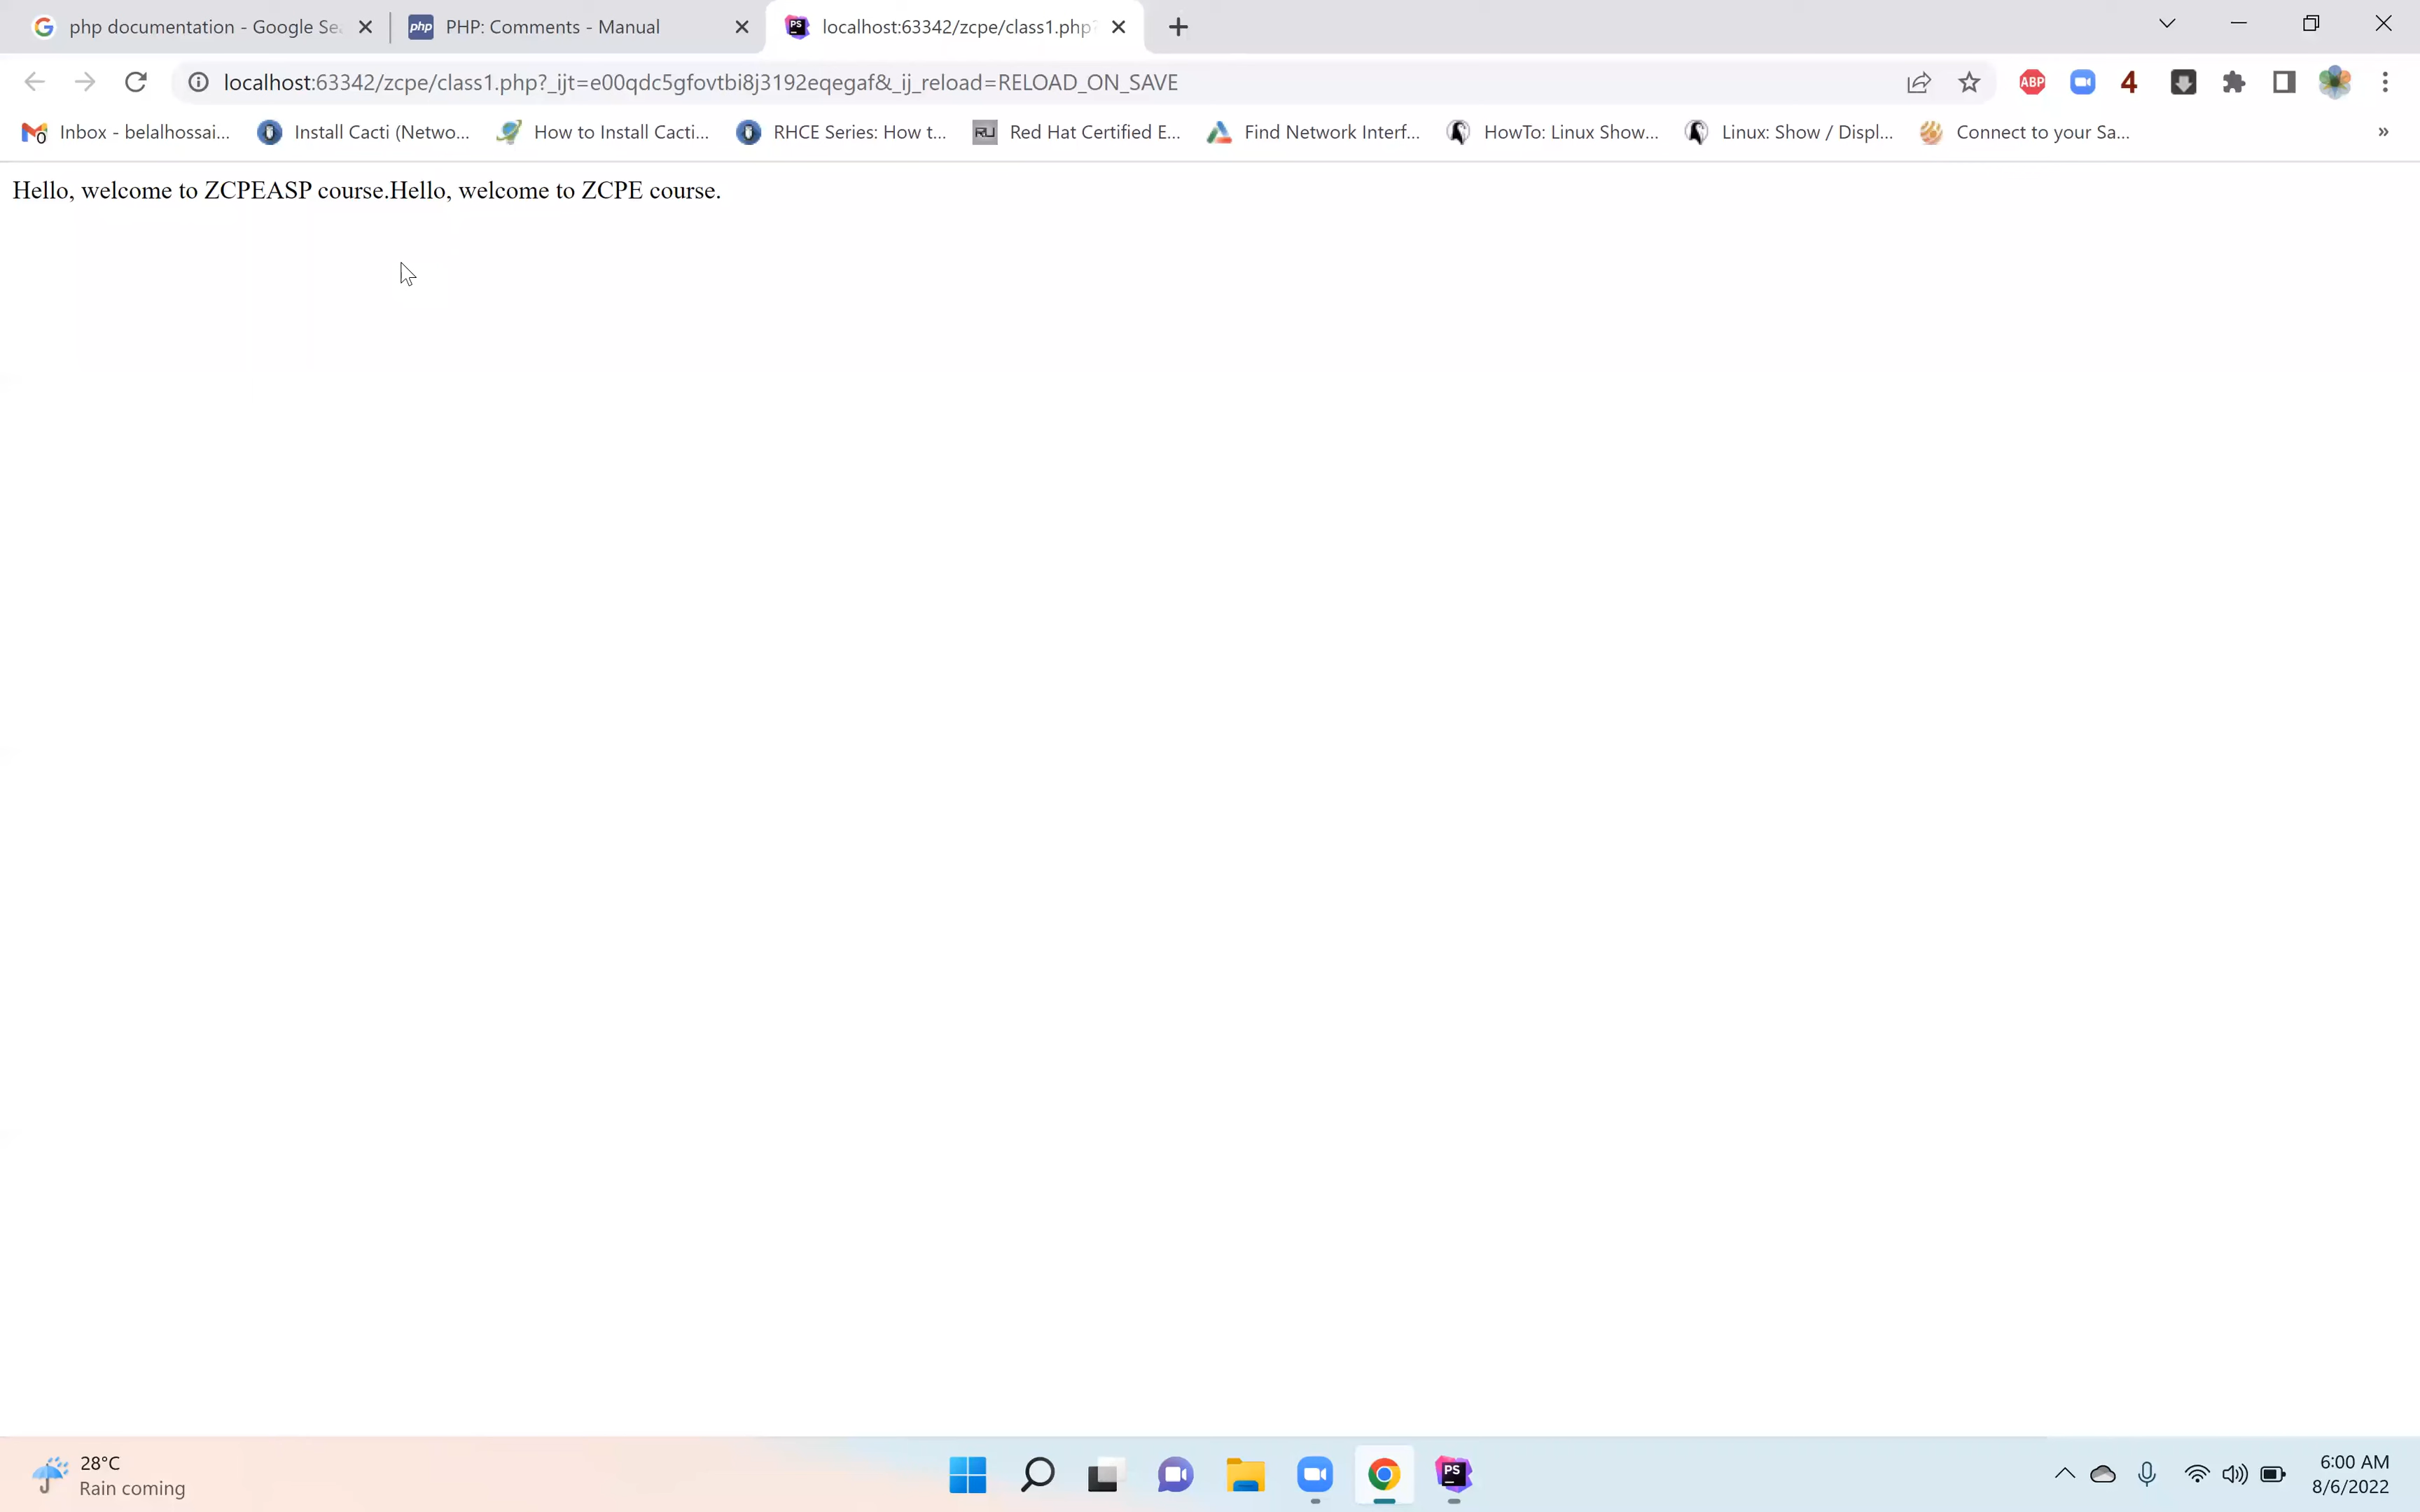 php documentation - Google Se
PHP: Comments - Manual
localhost:63342/zcpe/class1.php?
localhost:63342/zcpe/class1.php?_ijt=e00qdc5gfovtbi8j3192eqegaf&_ij_reload=RELOAD_ON_SAVE
ABP
4
Inbox - belalhossai...
Install Cacti (Netwo...
How to Install Cacti...
RHCE Series: How t...
Red Hat Certified E...
Find Network Interf...
HowTo: Linux Show...
Linux: Show / Displ...
Connect to your Sa...
»
Hello, welcome to ZCPEASP course.Hello, welcome to ZCPE course.
28°C
Rain coming
PS
6:00 AM
8/6/2022